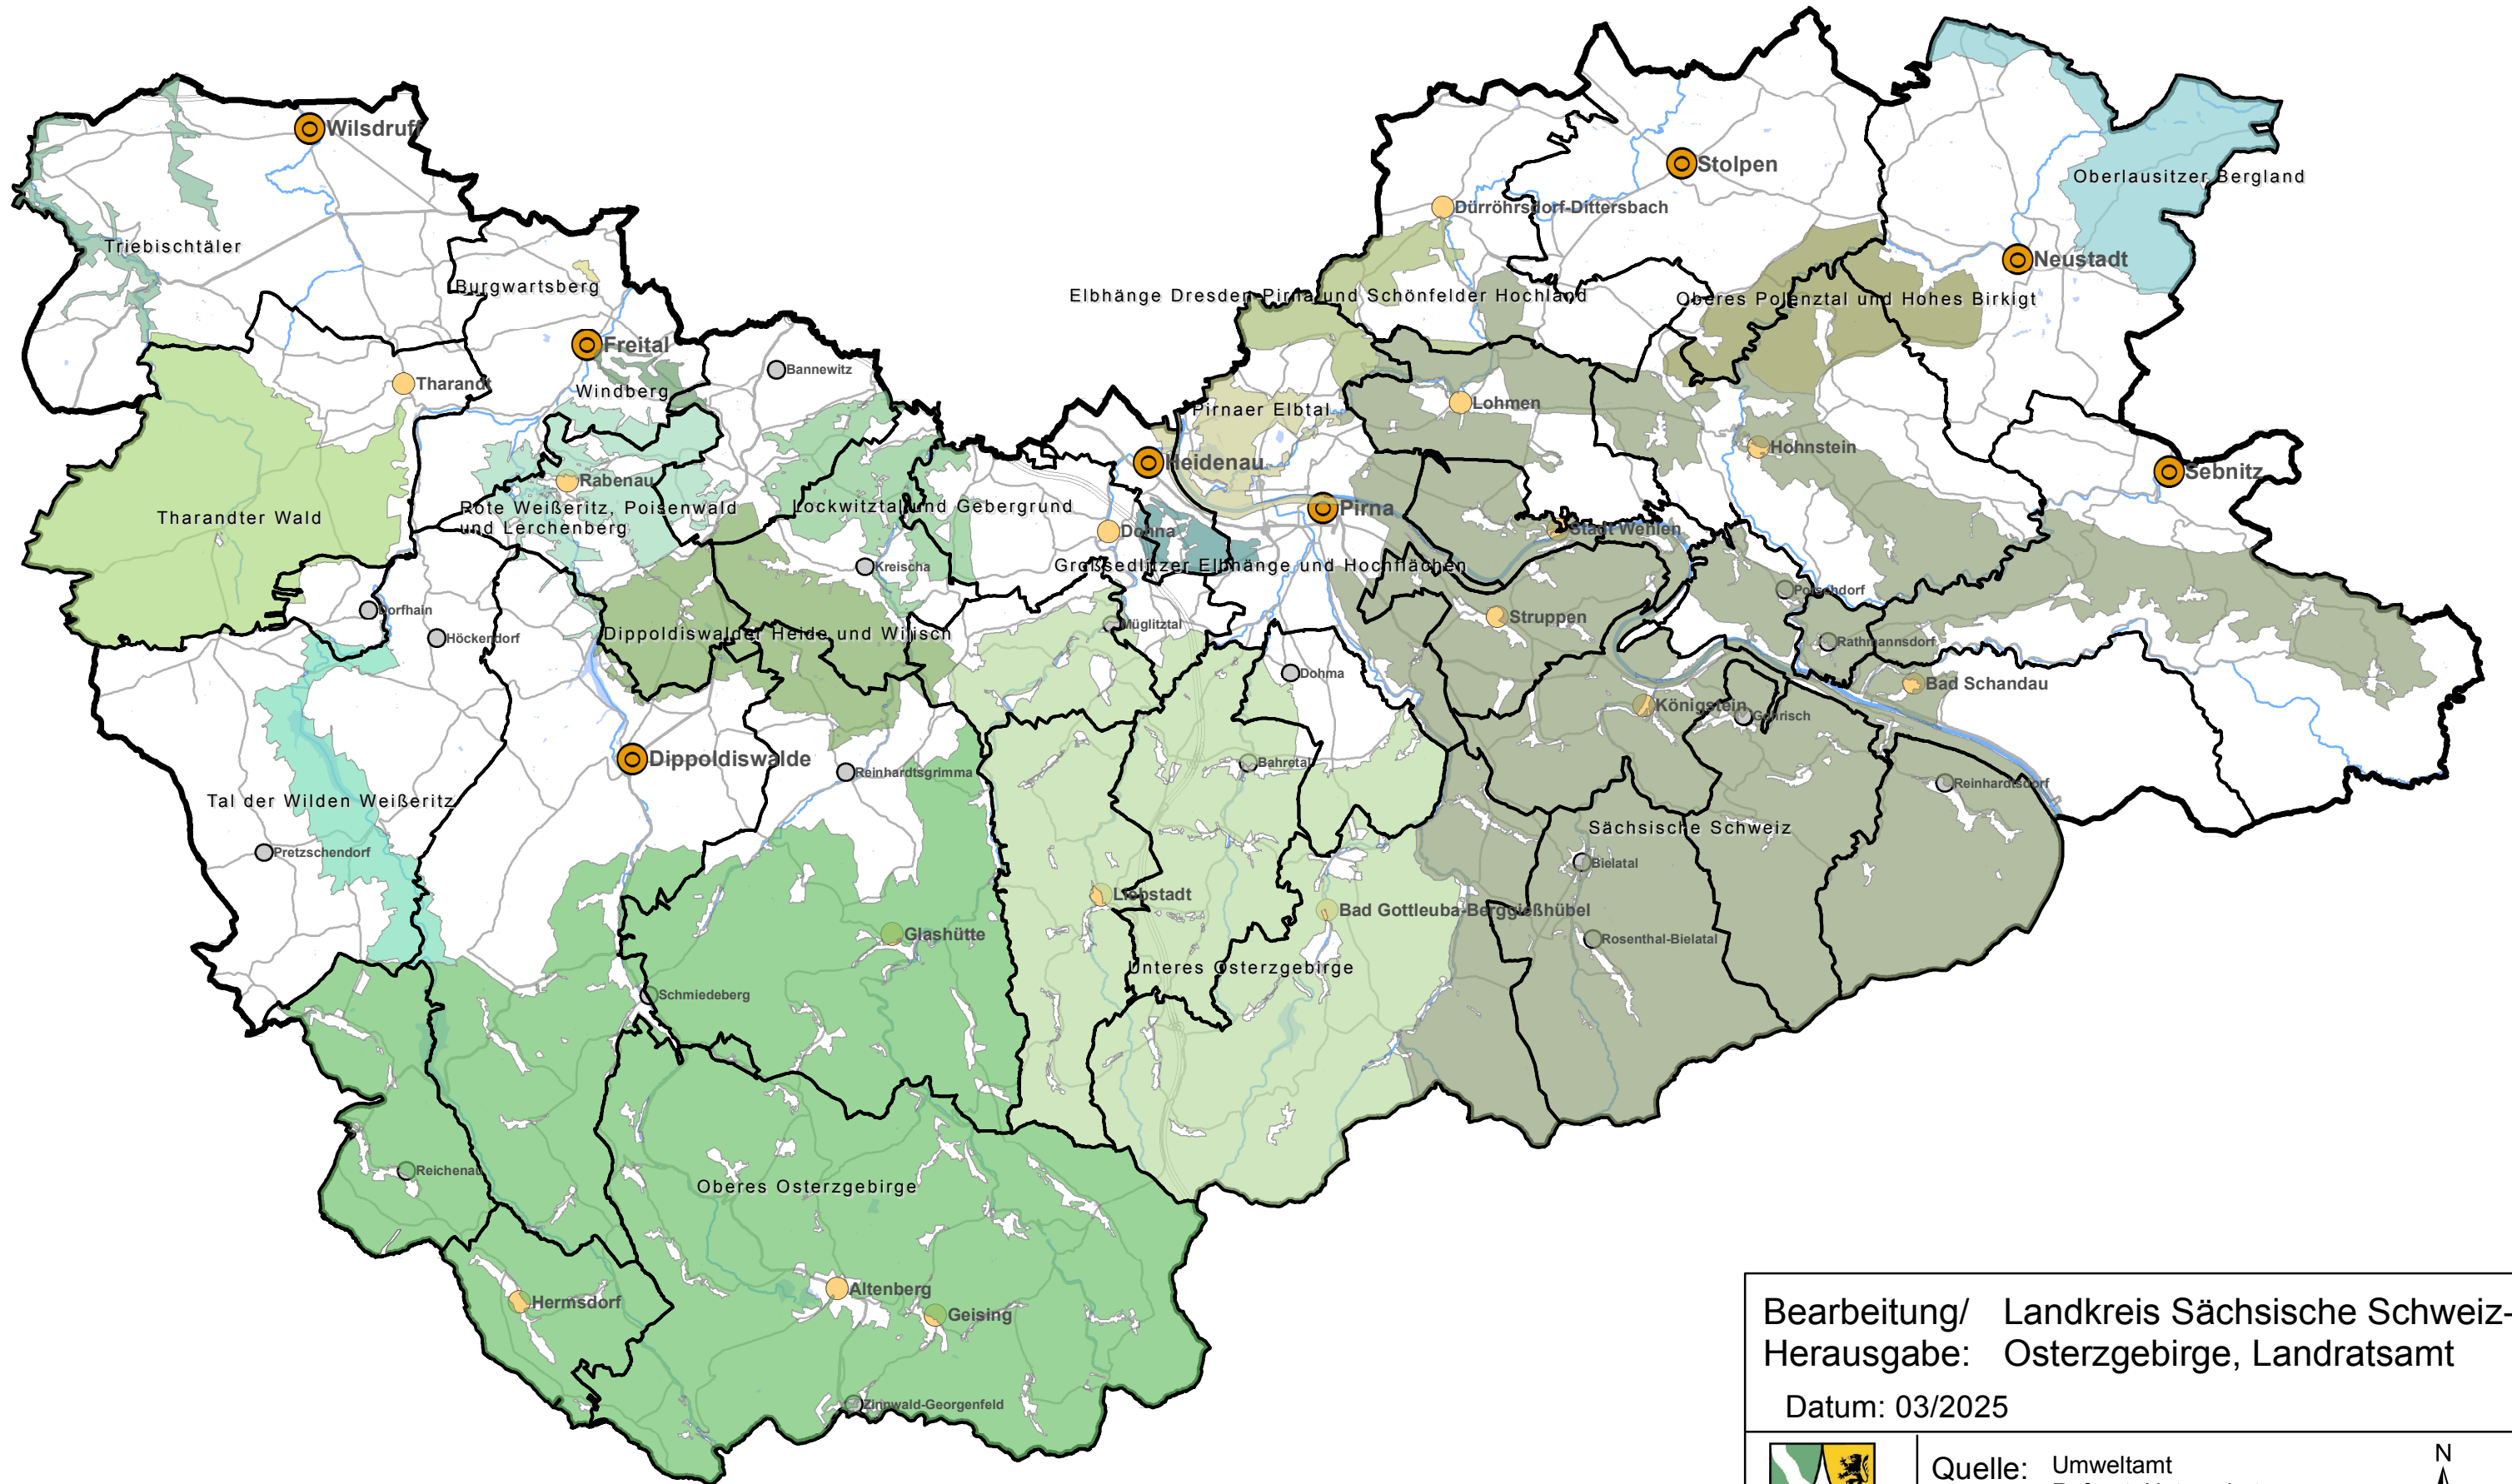 Wilsdruff
Stolpen
Oberlausitzer Bergland
Dürröhrsdorf-Dittersbach
Triebischtäler
Neustadt
Burgwartsberg
Elbhänge Dresden-Pirna und Schönfelder Hochland
Oberes Polenztal und Hohes Birkigt
Freital
Bannewitz
Tharandt
Windberg
Pirnaer Elbtal
Lohmen
Hohnstein
Heidenau
Sebnitz
Rabenau
Rote Weißeritz, Poisenwald
und Lerchenberg
Lockwitztal und Gebergrund
Pirna
Tharandter Wald
Dohna
Stadt Wehlen
Kreischa
Großsedlitzer Elbhänge und Hochflächen
Porschdorf
Dorfhain
Struppen
Müglitztal
Höckendorf
Dippoldiswalder Heide und Wilisch
Rathmannsdorf
Dohma
Bad Schandau
Königstein
Gohrisch
Dippoldiswalde
Bahretal
Reinhardtsgrimma
Reinhardtsdorf
Tal der Wilden Weißeritz
Sächsische Schweiz
Pretzschendorf
Bielatal
Liebstadt
Bad Gottleuba-Berggießhübel
Glashütte
Rosenthal-Bielatal
Unteres Osterzgebirge
Schmiedeberg
Reichenau
Oberes Osterzgebirge
Altenberg
Hermsdorf
Geising
Zinnwald-Georgenfeld
Bearbeitung/ Landkreis Sächsische Schweiz-
Herausgabe: Osterzgebirge, Landratsamt
Datum: 03/2025
Quelle: Umweltamt
N